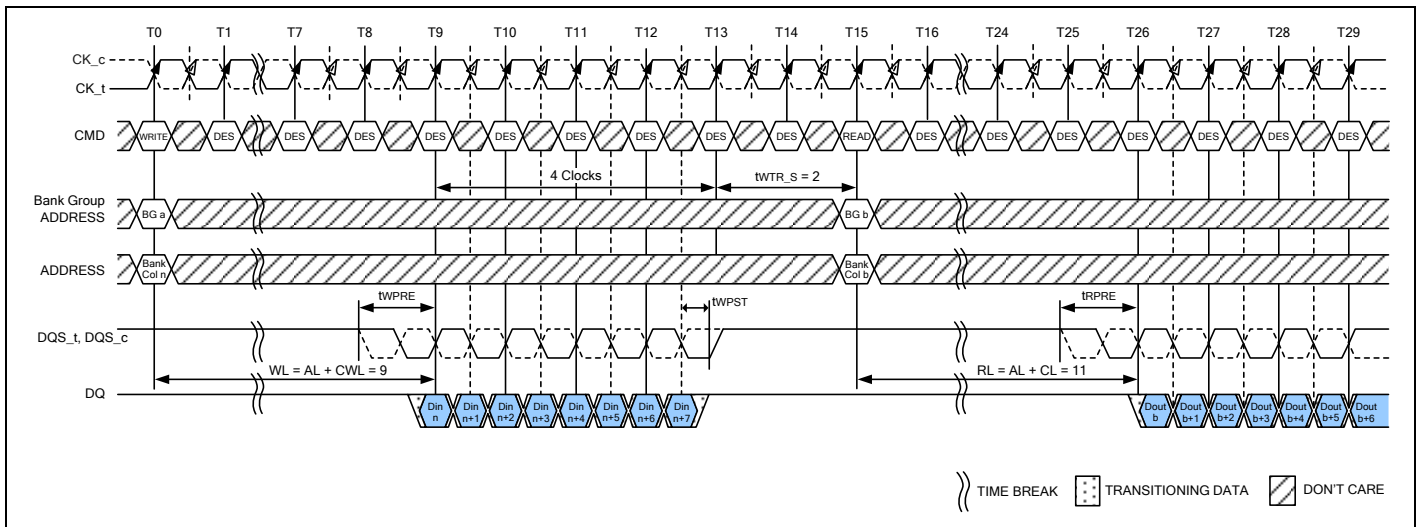 T0 T1 T7 T8 T9 T10 T11 T12 T13 T14 T15 T16 T24 T25 T26 T27 T28 T29
CK_c
CK_t
CMD WRITE DES DES DES DES DES DES DES DES DES READ DES DES DES DES DES DES DES
4 Clocks tWTR_S = 2
Bank Group
ADDRESS BG a BG b
ADDRESS Bank Col n Bank Col b
tWPRE tWPST tRPRE
DQS_t, DQS_c
WL = AL + CWL = 9 RL = AL + CL = 11
DQ
Din n Din n+1 Din n+2 Din n+3 Din n+4 Din n+5 Din n+6 Din n+7 Dout b Dout b+1 Dout b+2 Dout b+3 Dout b+4 Dout b+5 Dout b+6
TIME BREAK TRANSITIONING DATA DON'T CARE